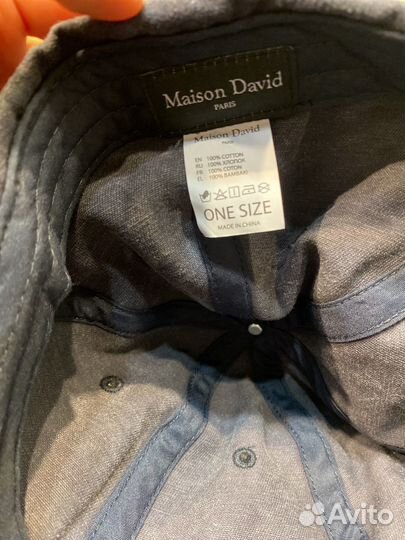 Maison David
PARIS
Maison David
PARIS
EN 100% COTTON
RU 100% ХЛОПОК
FR 100% COTON
EL 100% BAMBAKI
ONE SIZE
MADE IN CHINA
Avito